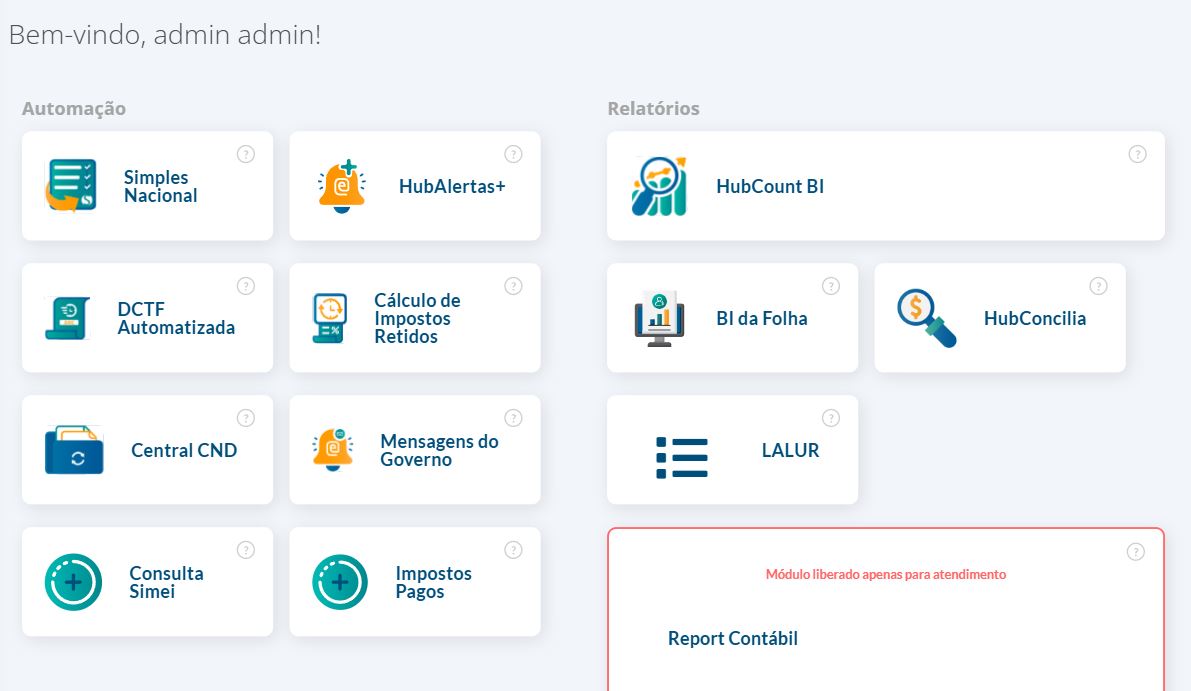 Bem-vindo, admin admin!
Automação
Simples
Nacional
?
HubAlertas+
?
DCTF
Automatizada
?
Cálculo de
Impostos
Retidos
?
Central CND
?
Mensagens do
Governo
?
Consulta
Simei
?
Impostos
Pagos
?
Relatórios
HubCount BI
?
BI da Folha
?
HubConcilia
?
LALUR
?
?
Módulo liberado apenas para atendimento
Report Contábil